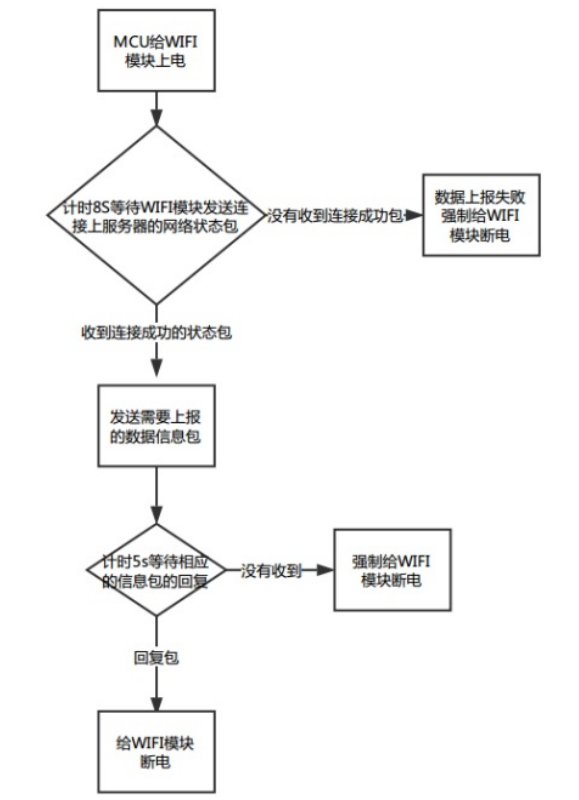 MCU给WIFI
模块上电
计时8S等待WIFI模块发送连
接上服务器的网络状态包
没有收到连接成功包
数据上报失败
强制给WIFI
模块断电
收到连接成功的状态包
发送需要上报
的数据信息包
计时5s等待相应
的信息包的回复
没有收到
强制给WIFI
模块断电
回复包
给WIFI模块
断电